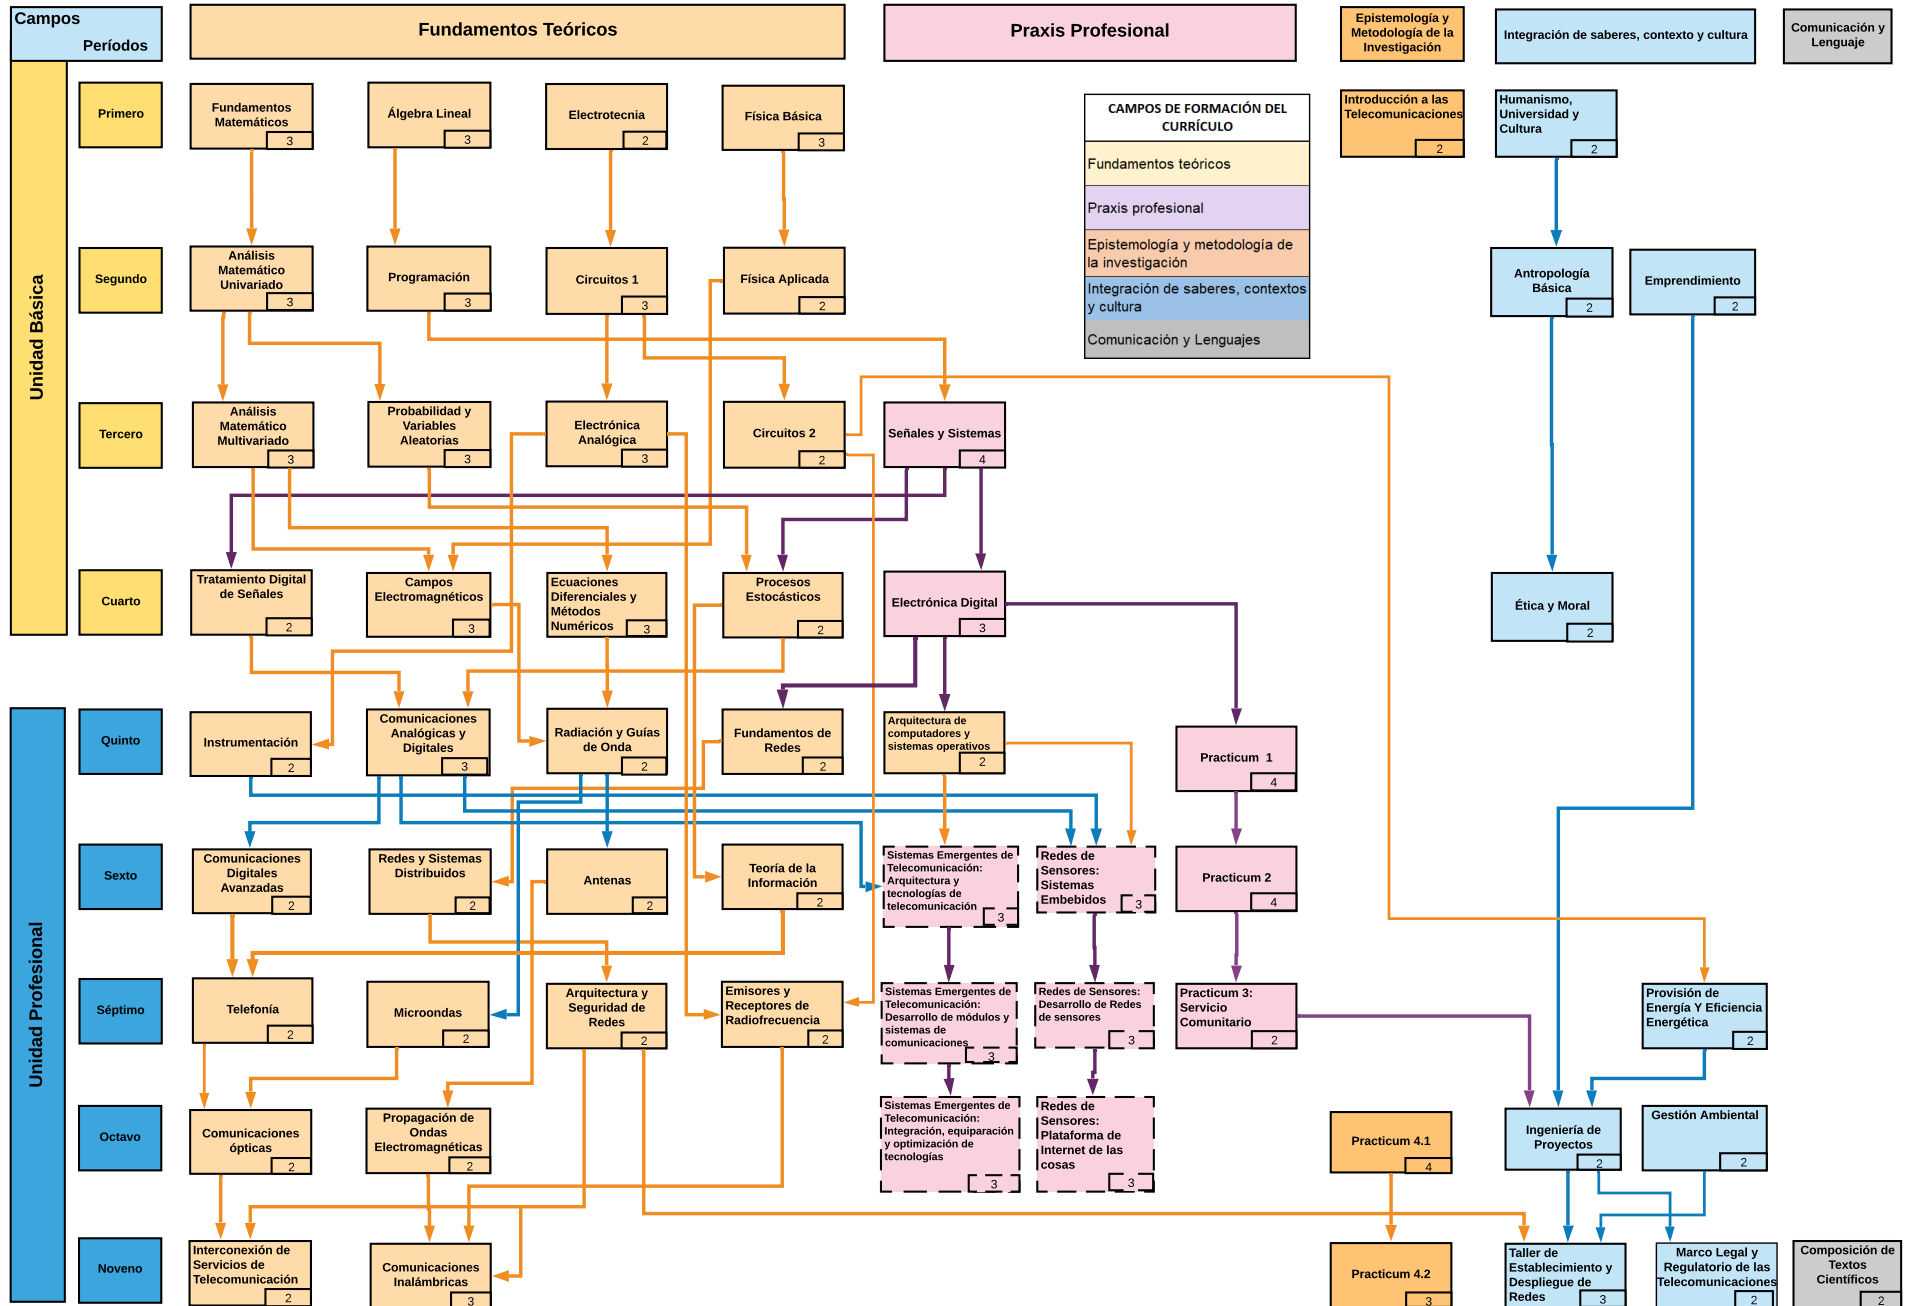 Campos
Períodos
Fundamentos Teóricos
Praxis Profesional
Epistemología y
Metodología de la
Investigación
Integración de saberes, contexto y cultura
Comunicación y
Lenguaje
Unidad Básica
Primero
Fundamentos
Matemáticos
3
Álgebra Lineal
3
Electrotecnia
2
Física Básica
3
CAMPOS DE FORMACIÓN DEL
CURRÍCULO
Fundamentos teóricos
Praxis profesional
Epistemología y metodología de
la investigación
Integración de saberes, contextos
y cultura
Comunicación y Lenguajes
Introducción a las
Telecomunicaciones
2
Humanismo,
Universidad y
Cultura
2
Segundo
Análisis
Matemático
Univariado
3
Programación
3
Circuitos 1
3
Física Aplicada
2
Antropología
Básica
2
Emprendimiento
2
Tercero
Análisis
Matemático
Multivariado
3
Probabilidad y
Variables
Aleatorias
3
Electrónica
Analógica
3
Circuitos 2
2
Señales y Sistemas
4
Cuarto
Tratamiento Digital
de Señales
2
Campos
Electromagnéticos
3
Ecuaciones
Diferenciales y
Métodos
Numéricos
3
Procesos
Estocásticos
2
Electrónica Digital
3
Ética y Moral
2
Unidad Profesional
Quinto
Instrumentación
2
Comunicaciones
Analógicas y
Digitales
3
Radiación y Guías
de Onda
2
Fundamentos de
Redes
2
Arquitectura de
computadores y
sistemas operativos
2
Practicum 1
4
Sexto
Comunicaciones
Digitales
Avanzadas
2
Redes y Sistemas
Distribuidos
2
Antenas
2
Teoría de la
Información
2
Sistemas Emergentes de
Telecomunicación:
Arquitectura y
tecnologías de
telecomunicación
3
Redes de
Sensores:
Sistemas
Embebidos
3
Practicum 2
4
Séptimo
Telefonía
2
Microondas
2
Arquitectura y
Seguridad de
Redes
2
Emisores y
Receptores de
Radiofrecuencia
2
Sistemas Emergentes de
Telecomunicación:
Desarrollo de módulos y
sistemas de
comunicaciones
3
Redes de Sensores:
Desarrollo de Redes
de sensores
3
Practicum 3:
Servicio
Comunitario
2
Provisión de
Energía Y Eficiencia
Energética
2
Octavo
Comunicaciones
ópticas
2
Propagación de
Ondas
Electromagnéticas
2
Sistemas Emergentes de
Telecomunicación:
Integración, equiparación
y optimización de
tecnologías
3
Redes de
Sensores:
Plataforma de
Internet de las
cosas
3
Practicum 4.1
4
Ingeniería de
Proyectos
2
Gestión Ambiental
2
Noveno
Interconexión de
Servicios de
Telecomunicación
2
Comunicaciones
Inalámbricas
3
Practicum 4.2
3
Taller de
Establecimiento y
Despliegue de
Redes
3
Marco Legal y
Regulatorio de las
Telecomunicaciones
2
Composición de
Textos
Científicos
2